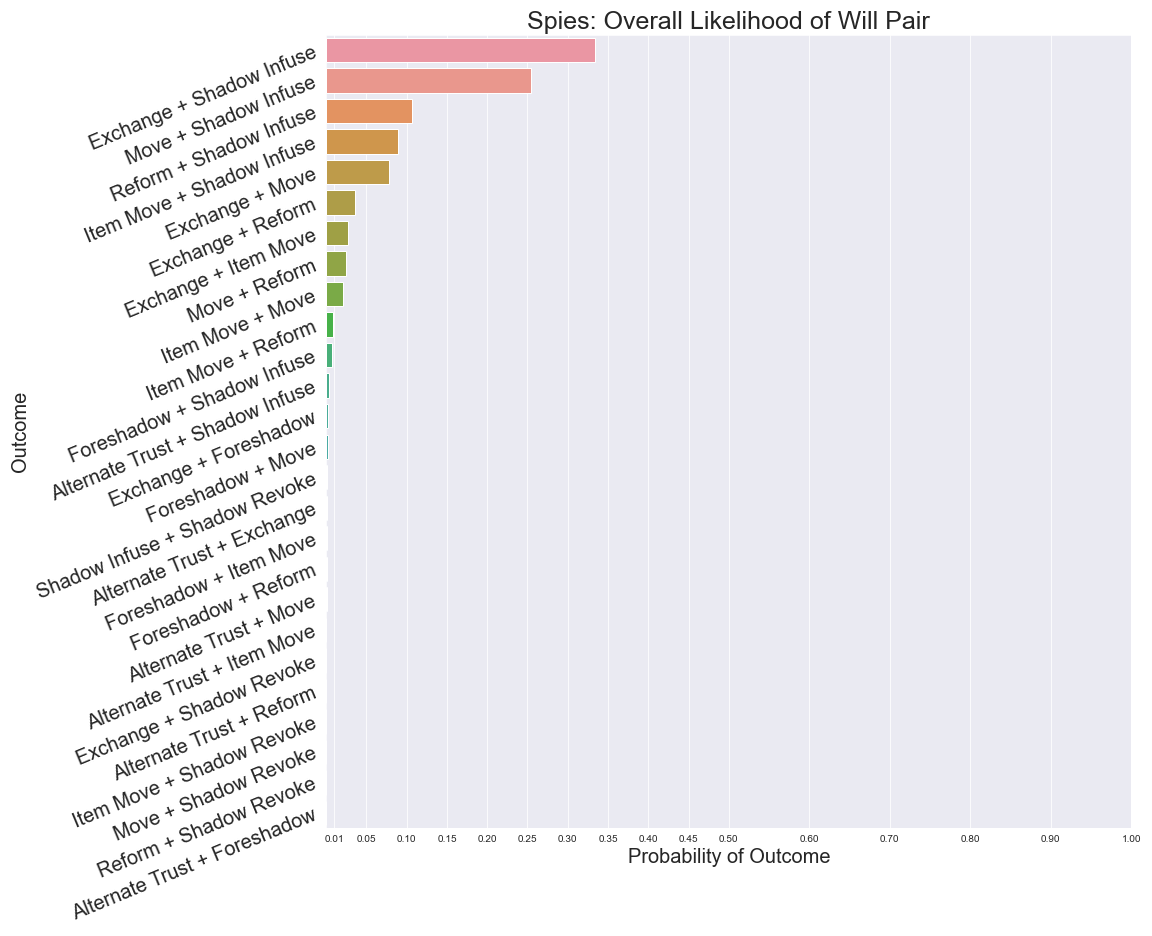 Spies: Overall Likelihood of Will Pair
Exchange + Shadow Infuse
Move + Shadow Infuse
Reform + Shadow Infuse
Item Move + Shadow Infuse
Exchange + Move
Exchange + Reform
Exchange + Item Move
Move + Reform
Item Move + Move
Item Move + Reform
Foreshadow + Shadow Infuse
Alternate Trust + Shadow Infuse
Exchange + Foreshadow
Foreshadow + Move
Shadow Infuse + Shadow Revoke
Alternate Trust + Exchange
Foreshadow + Item Move
Foreshadow + Reform
Alternate Trust + Move
Alternate Trust + Item Move
Exchange + Shadow Revoke
Alternate Trust + Reform
Item Move + Shadow Revoke
Move + Shadow Revoke
Reform + Shadow Revoke
Alternate Trust + Foreshadow
Outcome
0.01 0.05 0.10 0.15 0.20 0.25 0.30 0.35 0.40 0.45 0.50 0.60 0.70 0.80 0.90 1.00
Probability of Outcome